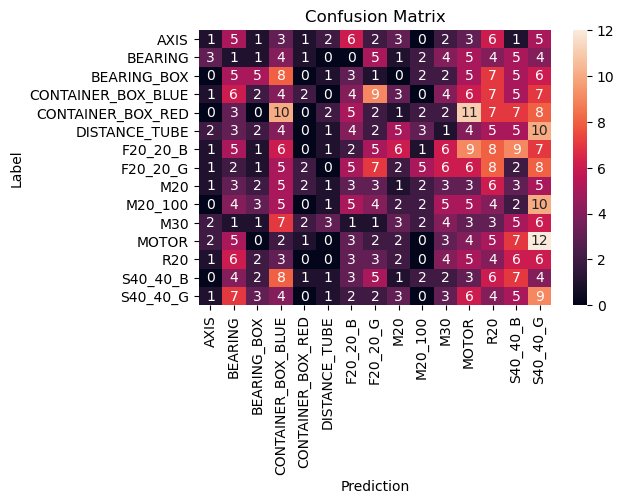 Confusion Matrix
AXIS 1 5 1 3 1 2 6 2 3 0 2 3 6 1 5
BEARING 3 1 1 4 1 0 0 5 1 2 4 5 4 5 4
BEARING_BOX 0 5 5 8 0 1 3 1 0 2 2 5 7 5 6
CONTAINER_BOX_BLUE 1 6 2 4 2 0 4 9 3 0 4 6 7 5 7
CONTAINER_BOX_RED 0 3 0 10 0 2 5 2 1 2 2 11 7 7 8
DISTANCE_TUBE 2 3 2 4 0 1 4 2 5 3 1 4 5 5 10
F20_20_B 1 5 1 6 0 1 2 5 6 1 6 9 8 9 7
F20_20_G 1 2 1 5 2 0 5 7 2 5 6 6 8 2 8
M20 1 3 2 5 2 1 3 3 1 2 3 3 6 3 5
M20_100 0 4 3 5 0 1 5 4 2 2 5 5 4 2 10
M30 2 1 1 7 2 3 1 1 3 2 4 3 3 5 6
MOTOR 2 5 0 2 1 0 3 2 2 0 3 4 5 7 12
R20 1 6 2 3 0 0 3 3 2 2 4 5 4 6 6
S40_40_B 0 4 2 8 1 1 3 5 1 2 2 3 6 7 4
S40_40_G 1 7 3 4 0 1 2 2 3 0 3 6 4 5 9
Label
AXIS
BEARING
BEARING_BOX
CONTAINER_BOX_BLUE
CONTAINER_BOX_RED
DISTANCE_TUBE
F20_20_B
F20_20_G
M20
M20_100
M30
MOTOR
R20
S40_40_B
S40_40_G
Prediction
12
10
8
6
4
2
0